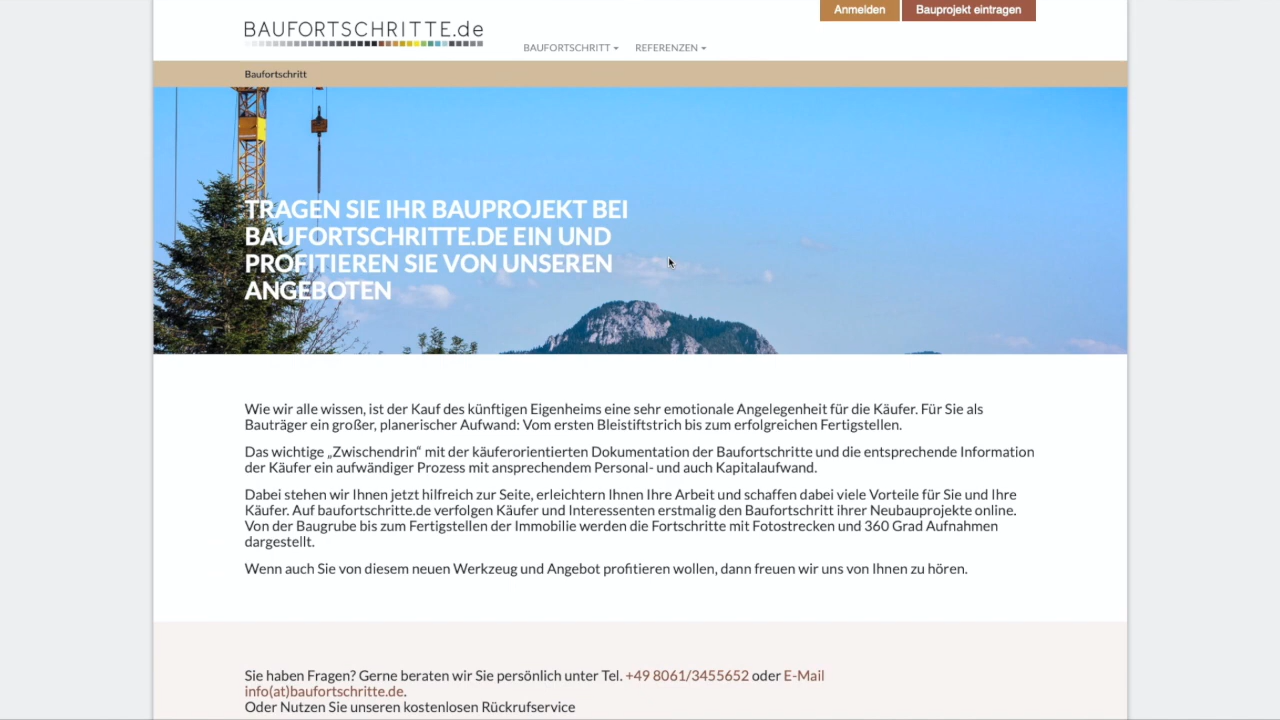 Anmelden
Bauprojekt eintragen
BAUFORTSCHRITTE.de
BAUFORTSCHRITT
REFERENZEN
Baufortschritt
TRAGEN SIE IHR BAUPROJEKT BEI
BAUFORTSCHRITTE.DE EIN UND
PROFITIEREN SIE VON UNSEREN
ANGEBOTEN
Wie wir alle wissen, ist der Kauf des künftigen Eigenheims eine sehr emotionale Angelegenheit für die Käufer. Für Sie als
Bauträger ein großer, planerischer Aufwand: Vom ersten Bleistiftstrich bis zum erfolgreichen Fertigstellen.
Das wichtige „Zwischendrin“ mit der käuferorientierten Dokumentation der Baufortschritte und die entsprechende Information
der Käufer ein aufwändiger Prozess mit ansprechendem Personal- und auch Kapitalaufwand.
Dabei stehen wir Ihnen jetzt hilfreich zur Seite, erleichtern Ihnen Ihre Arbeit und schaffen dabei viele Vorteile für Sie und Ihre
Käufer. Auf baufortschritte.de verfolgen Käufer und Interessenten erstmalig den Baufortschritt ihrer Neubauprojekte online.
Von der Baugrube bis zum Fertigstellen der Immobilie werden die Fortschritte mit Fotostrecken und 360 Grad Aufnahmen
dargestellt.
Wenn auch Sie von diesem neuen Werkzeug und Angebot profitieren wollen, dann freuen wir uns von Ihnen zu hören.
Sie haben Fragen? Gerne beraten wir Sie persönlich unter Tel. +49 8061/3455652 oder E-Mail
info(at)baufortschritte.de.
Oder Nutzen Sie unseren kostenlosen Rückrufservice